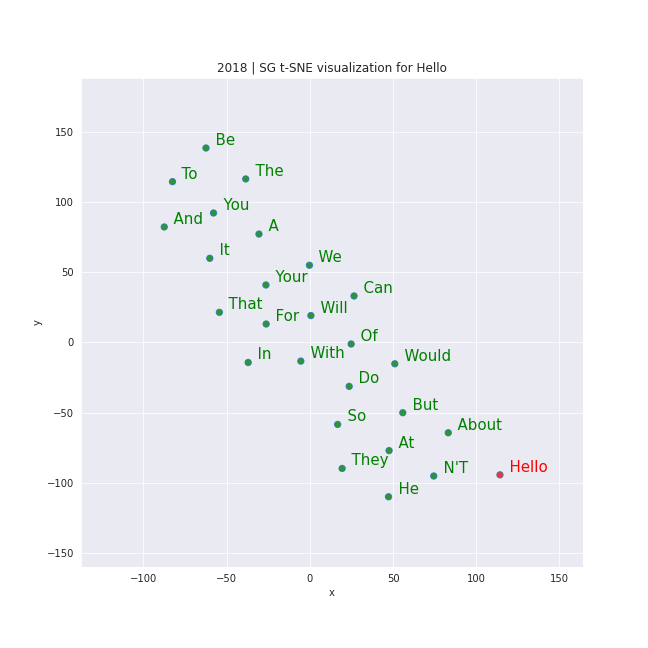 2018 | SG t-SNE visualization for Hello
150
100
50
0
−50
−100
−150
y
Be
The
To
You
And
A
It
We
Your
Can
That
Will
For
Of
In
With
Would
Do
But
So
About
At
They
N'T
Hello
He
−100
−50
0
50
100
150
x